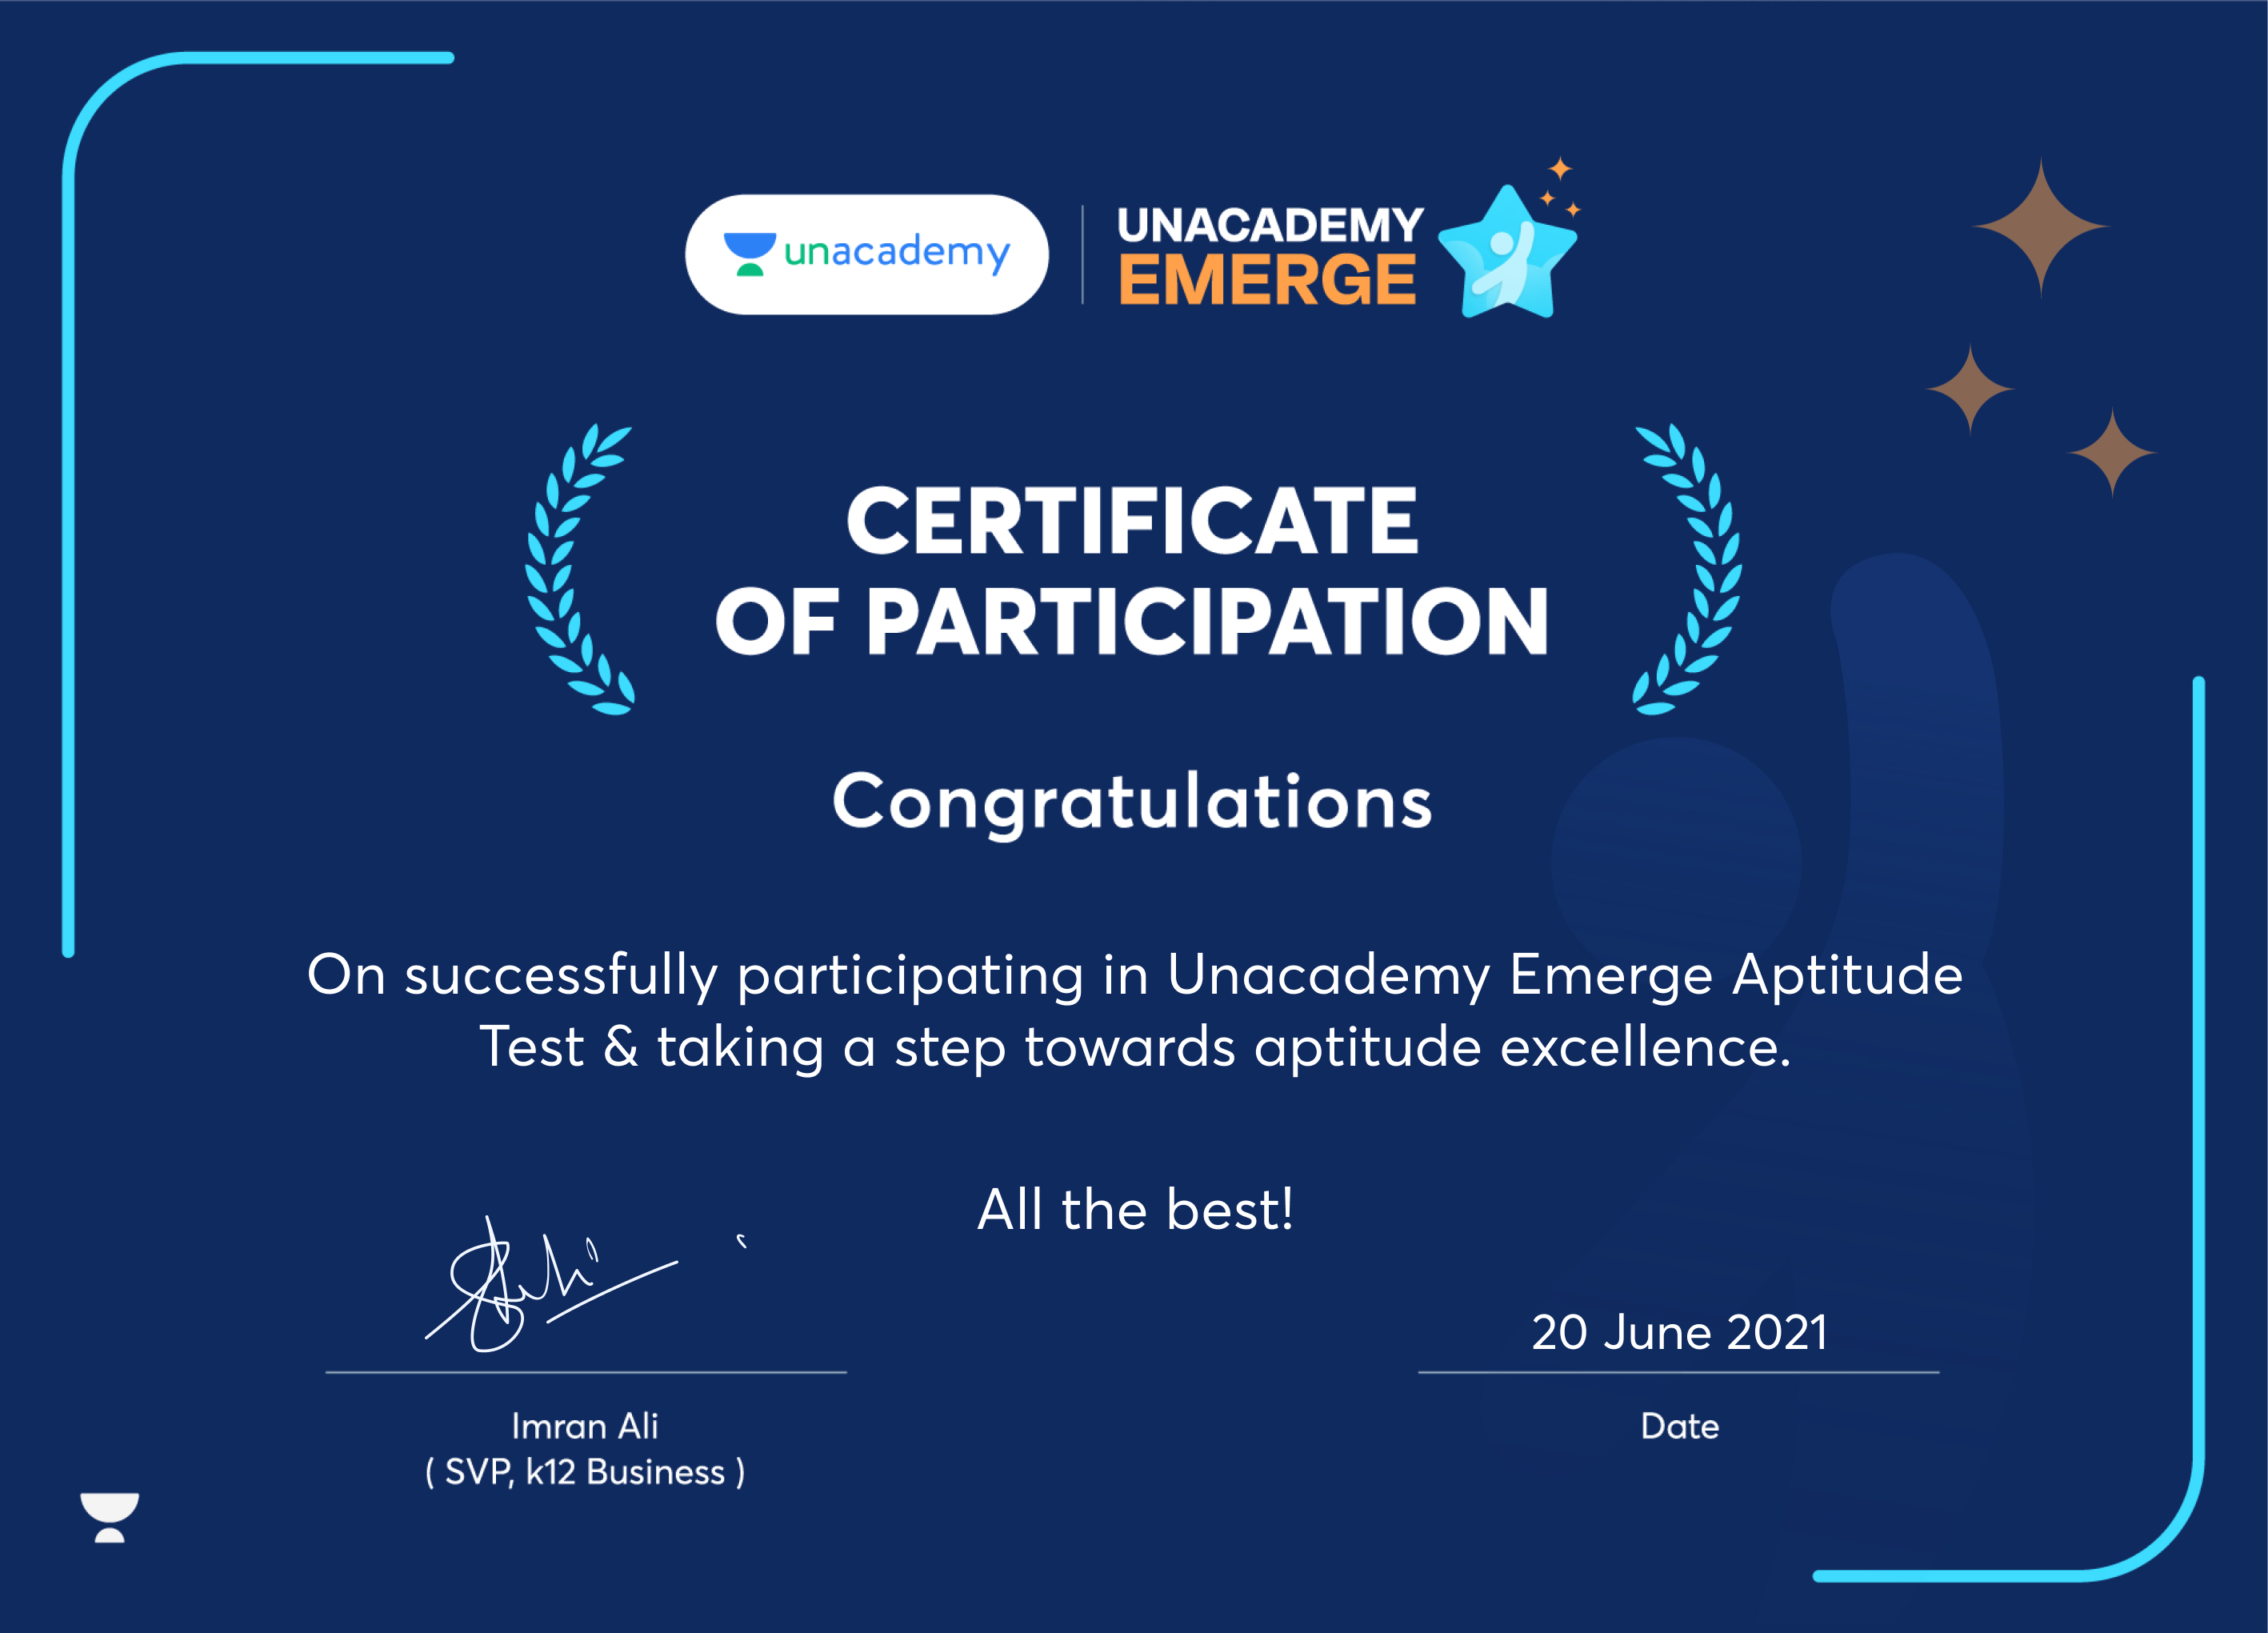 unacademy
UNACADEMY
EMERGE
CERTIFICATE
OF PARTICIPATION
Congratulations
On successfully participating in Unacademy Emerge Aptitude
Test & taking a step towards aptitude excellence.
All the best!
20 June 2021
Imran Ali
( SVP, k12 Business )
Date